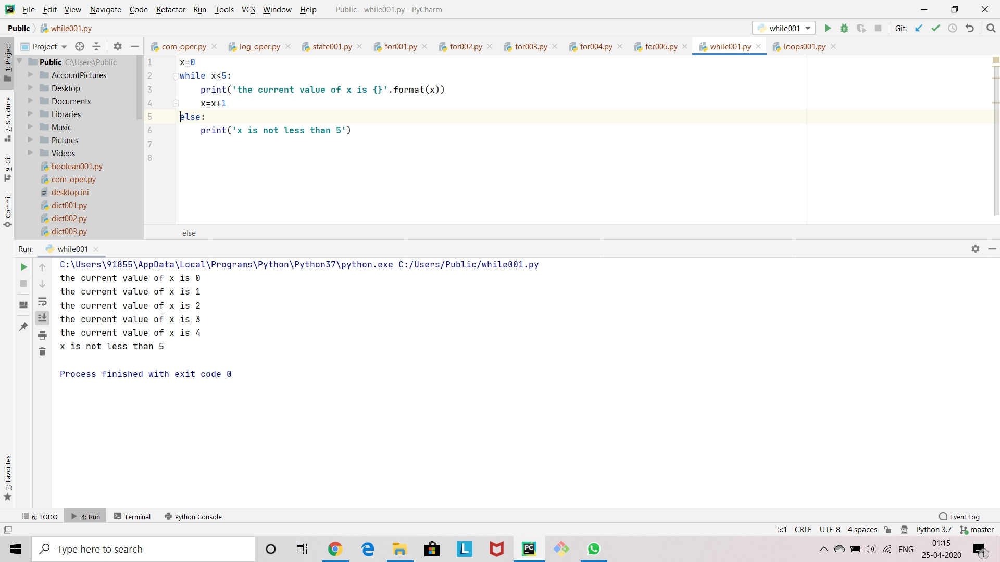 File Edit View Navigate Code Refactor Run Tools VCS Window Help Public - while001.py - PyCharm
Public while001.py while001 Git:
Project com_oper.py log_oper.py state001.py for001.py for002.py for003.py for004.py for005.py while001.py loops001.py
1: Project
7: Structure
9: Git
Commit
2: Favorites
Public C:\Users\Public
AccountPictures
Desktop
Documents
Libraries
Music
Pictures
Videos
boolean001.py
com_oper.py
desktop.ini
dict001.py
dict002.py
dict003.py
1 x=0
2 while x<5:
3 print('the current value of x is {}'.format(x))
4 x=x+1
5 else:
6 print('x is not less than 5')
7
8
else
Run: while001
C:\Users\91855\AppData\Local\Programs\Python\Python37\python.exe C:/Users/Public/while001.py
the current value of x is 0
the current value of x is 1
the current value of x is 2
the current value of x is 3
the current value of x is 4
x is not less than 5
Process finished with exit code 0
6: TODO 4: Run Terminal Python Console Event Log
5:1 CRLF UTF-8 4 spaces Python 3.7 master
Type here to search
L
PC
ENG
01:15
25-04-2020
1